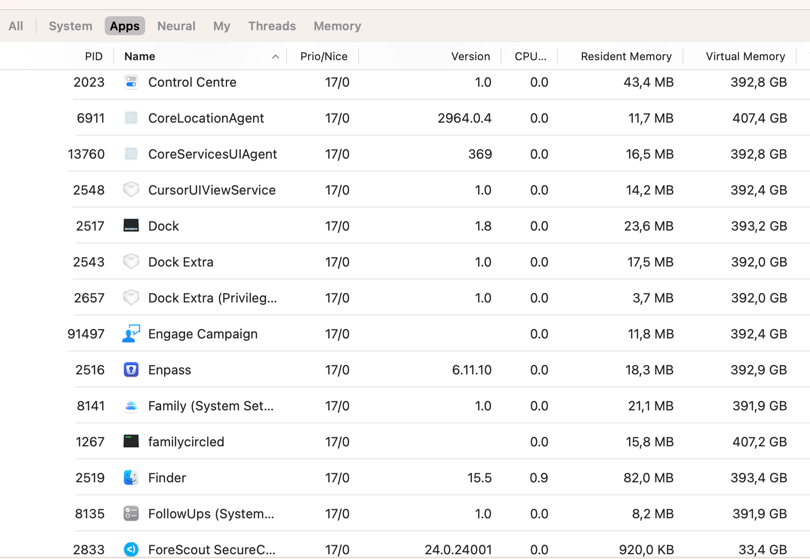 All System Apps Neural My Threads Memory
PID Name Prio/Nice Version CPU... Resident Memory Virtual Memory
2023 Control Centre 17/0 1.0 0.0 43,4 MB 392,8 GB
6911 CoreLocationAgent 17/0 2964.0.4 0.0 11,7 MB 407,4 GB
13760 CoreServicesUIAgent 17/0 369 0.0 16,5 MB 392,8 GB
2548 CursorUIViewService 17/0 1.0 0.0 14,2 MB 392,4 GB
2517 Dock 17/0 1.8 0.0 23,6 MB 393,2 GB
2543 Dock Extra 17/0 1.0 0.0 17,5 MB 392,0 GB
2657 Dock Extra (Privileg... 17/0 1.0 0.0 3,7 MB 392,0 GB
91497 Engage Campaign 17/0 0.0 11,8 MB 392,4 GB
2516 Enpass 17/0 6.11.10 0.0 18,3 MB 392,9 GB
8141 Family (System Set... 17/0 1.0 0.0 21,1 MB 391,9 GB
1267 familycircled 17/0 0.0 15,8 MB 407,2 GB
2519 Finder 17/0 15.5 0.9 82,0 MB 393,4 GB
8135 FollowUps (System... 17/0 1.0 0.0 8,2 MB 391,9 GB
2833 ForeScout SecureC... 17/0 24.0.24001 0.0 920,0 KB 33,4 GB